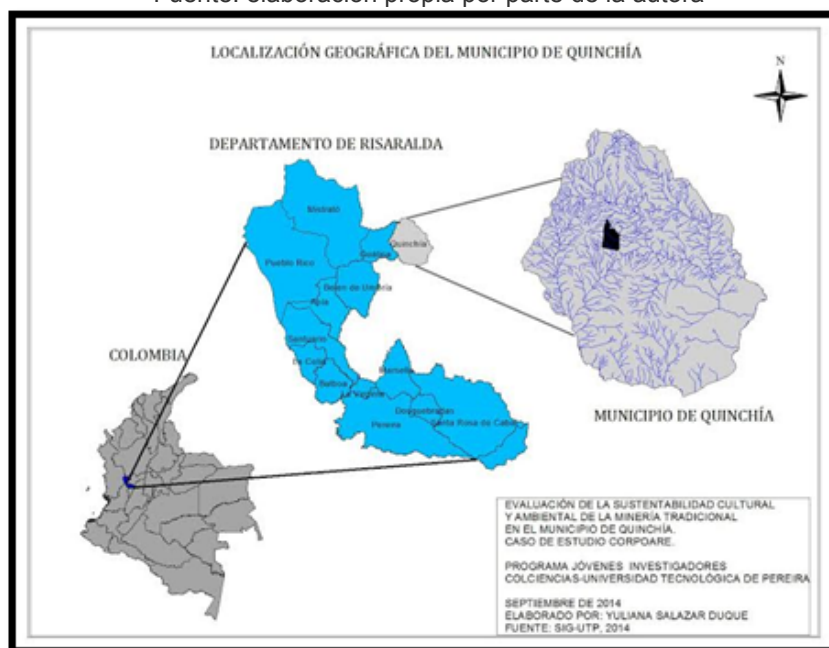 Fuente: elaboración propia por parte de la autora
LOCALIZACIÓN GEOGRÁFICA DEL MUNICIPIO DE QUINCHÍA
N
DEPARTAMENTO DE RISARALDA
Mistrató
Quinchía
Guática
Pueblo Rico
Belén de Umbría
Apía
Santuario
La Celia
COLOMBIA
Balboa
La Virginia
Marsella
Dosquebradas
Santa Rosa de Cabal
Pereira
MUNICIPIO DE QUINCHÍA
EVALUACIÓN DE LA SUSTENTABILIDAD CULTURAL
Y AMBIENTAL DE LA MINERÍA TRADICIONAL
EN EL MUNICIPIO DE QUINCHÍA.
CASO DE ESTUDIO CORPOARE.
PROGRAMA JÓVENES INVESTIGADORES
COLCIENCIAS-UNIVERSIDAD TECNOLÓGICA DE PEREIRA
SEPTIEMBRE DE 2014
ELABORADO POR: YULIANA SALAZAR DUQUE
FUENTE: SIG-UTP, 2014